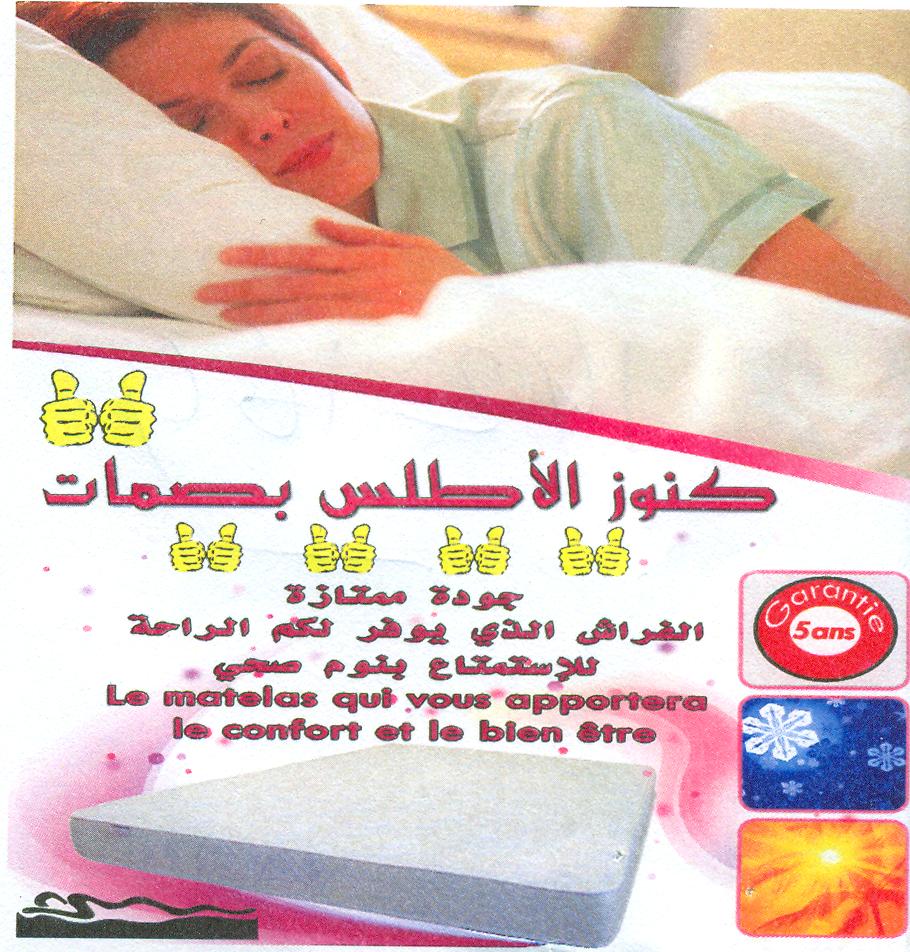 كنوز الأطلس بصمات
جودة ممتازة
الفراش الذي يوفر لكم الراحة
للإستمتاع بنوم صحي
Le matelas qui vous apportera
le confort et le bien être
Garantie
5ans